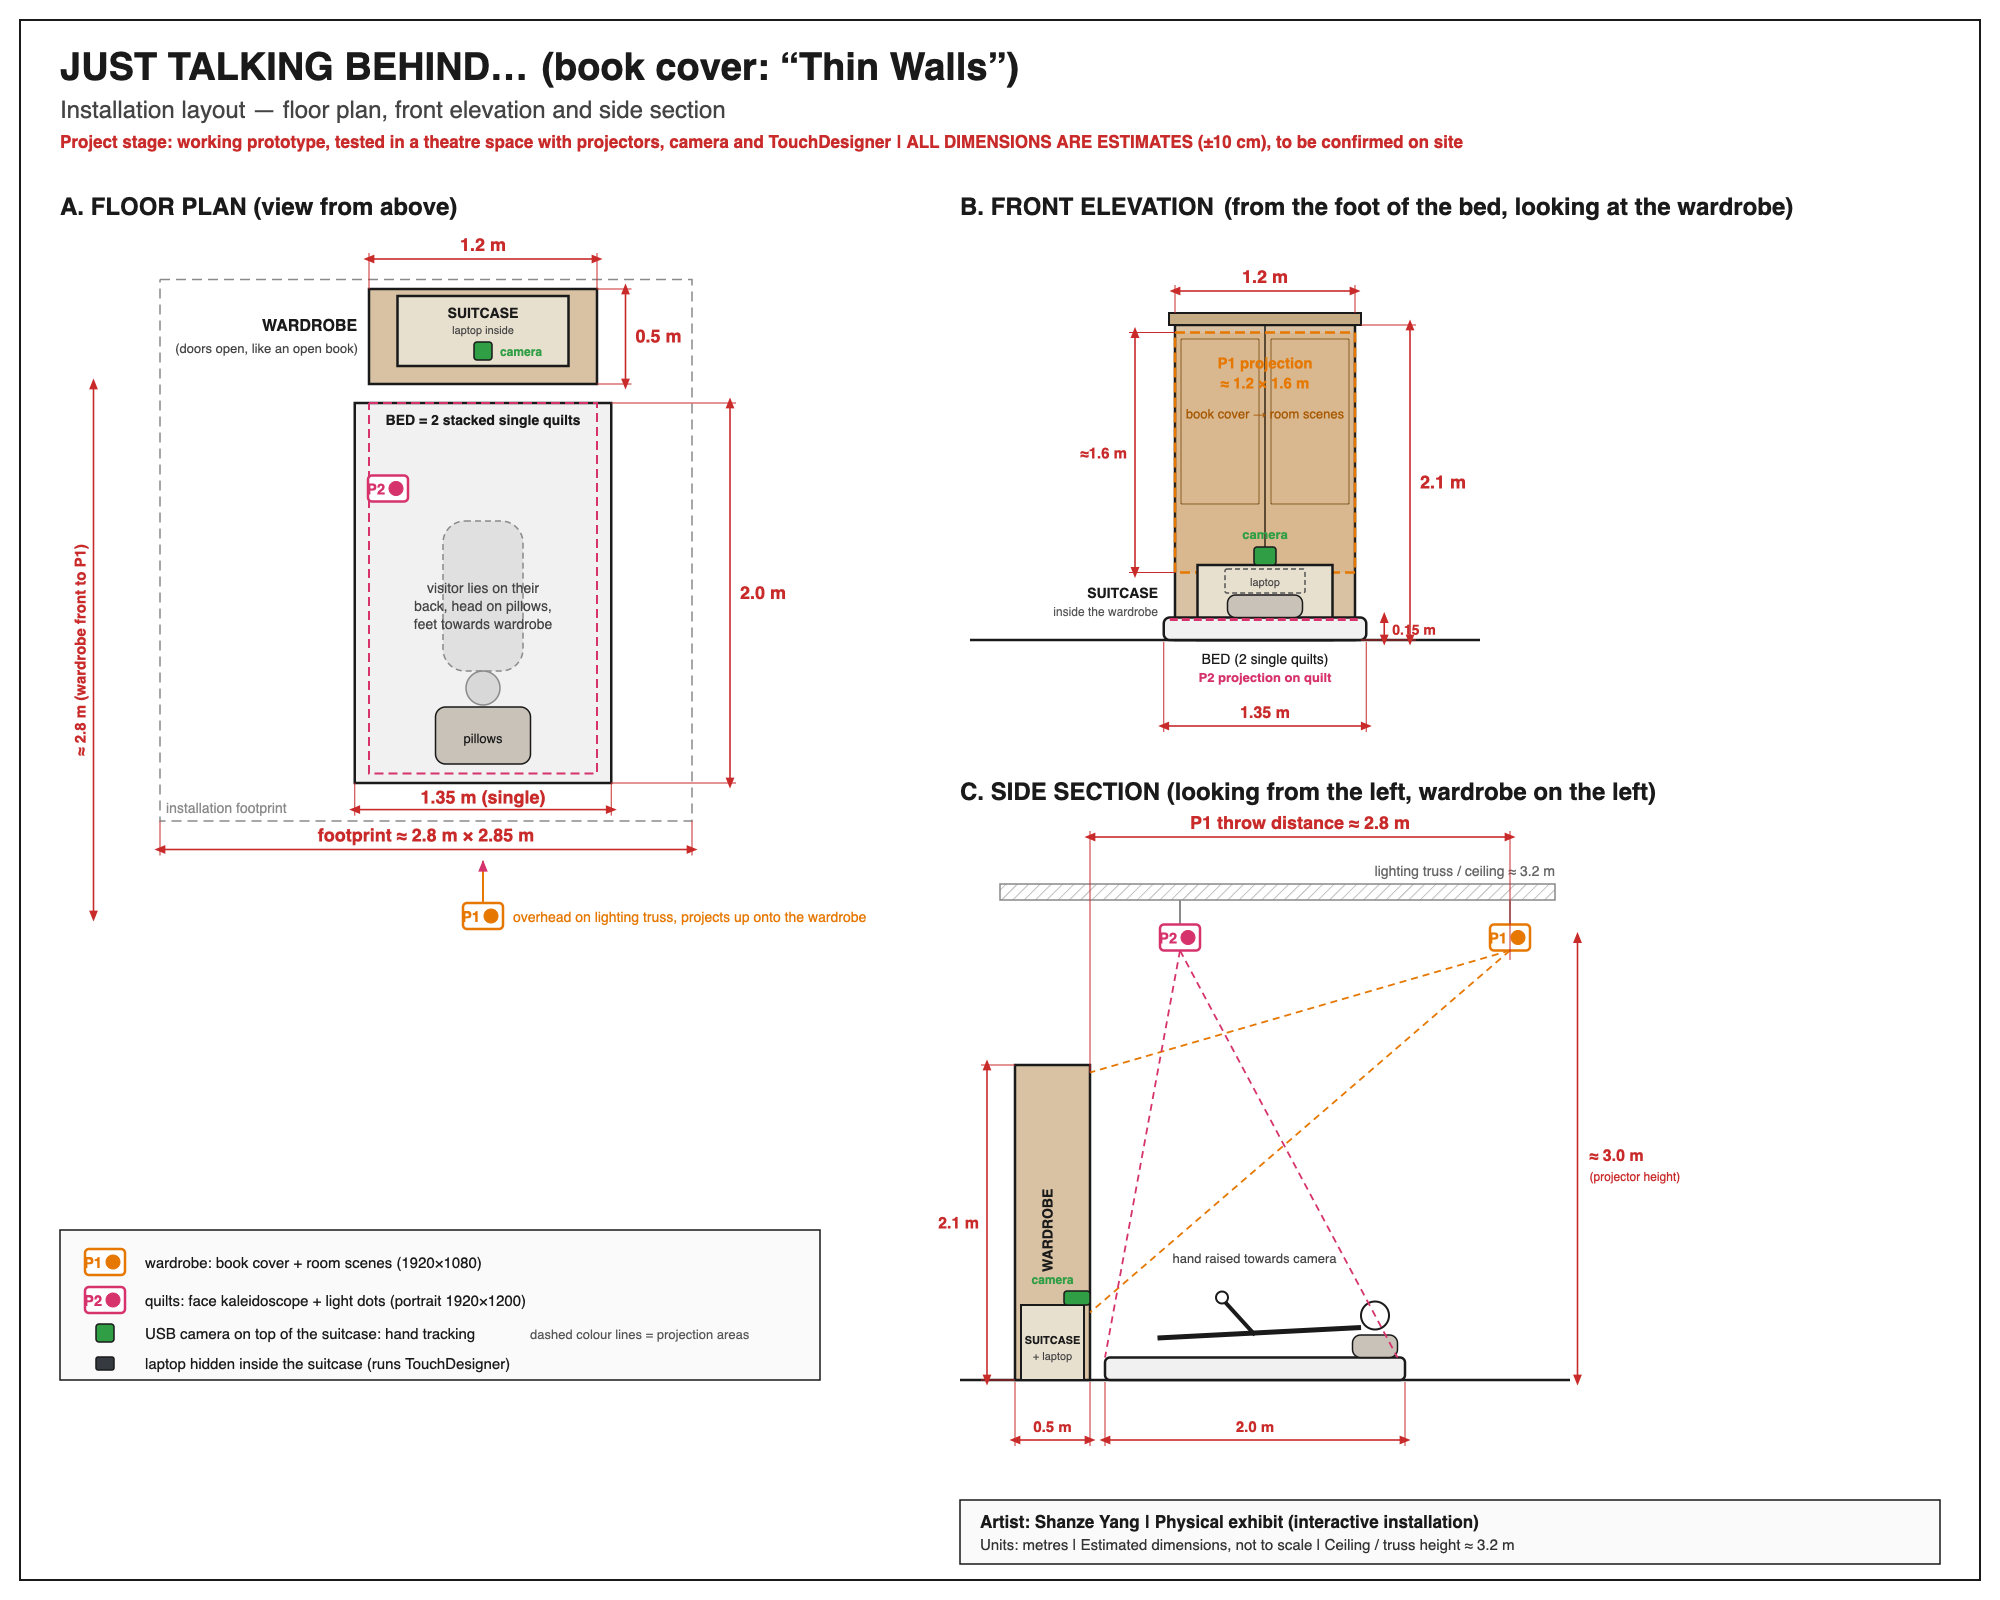 JUST TALKING BEHIND… (book cover: “Thin Walls”)
Installation layout — floor plan, front elevation and side section
Project stage: working prototype, tested in a theatre space with projectors, camera and TouchDesigner | ALL DIMENSIONS ARE ESTIMATES (±10 cm), to be confirmed on site
A. FLOOR PLAN (view from above)
1.2 m
SUITCASE
laptop inside
camera
WARDROBE
(doors open, like an open book)
0.5 m
BED = 2 stacked single quilts
P2
visitor lies on their
back, head on pillows,
feet towards wardrobe
pillows
2.0 m
≈ 2.8 m (wardrobe front to P1)
1.35 m (single)
installation footprint
footprint ≈ 2.8 m × 2.85 m
P1
overhead on lighting truss, projects up onto the wardrobe
P1
wardrobe: book cover + room scenes (1920×1080)
P2
quilts: face kaleidoscope + light dots (portrait 1920×1200)
USB camera on top of the suitcase: hand tracking
dashed colour lines = projection areas
laptop hidden inside the suitcase (runs TouchDesigner)
B. FRONT ELEVATION (from the foot of the bed, looking at the wardrobe)
1.2 m
P1 projection
≈ 1.2 × 1.6 m
book cover → room scenes
≈1.6 m
2.1 m
camera
laptop
SUITCASE
inside the wardrobe
0.15 m
BED (2 single quilts)
P2 projection on quilt
1.35 m
C. SIDE SECTION (looking from the left, wardrobe on the left)
P1 throw distance ≈ 2.8 m
lighting truss / ceiling ≈ 3.2 m
P2
P1
≈ 3.0 m
(projector height)
2.1 m
WARDROBE
camera
hand raised towards camera
SUITCASE
+ laptop
0.5 m
2.0 m
Artist: Shanze Yang | Physical exhibit (interactive installation)
Units: metres | Estimated dimensions, not to scale | Ceiling / truss height ≈ 3.2 m